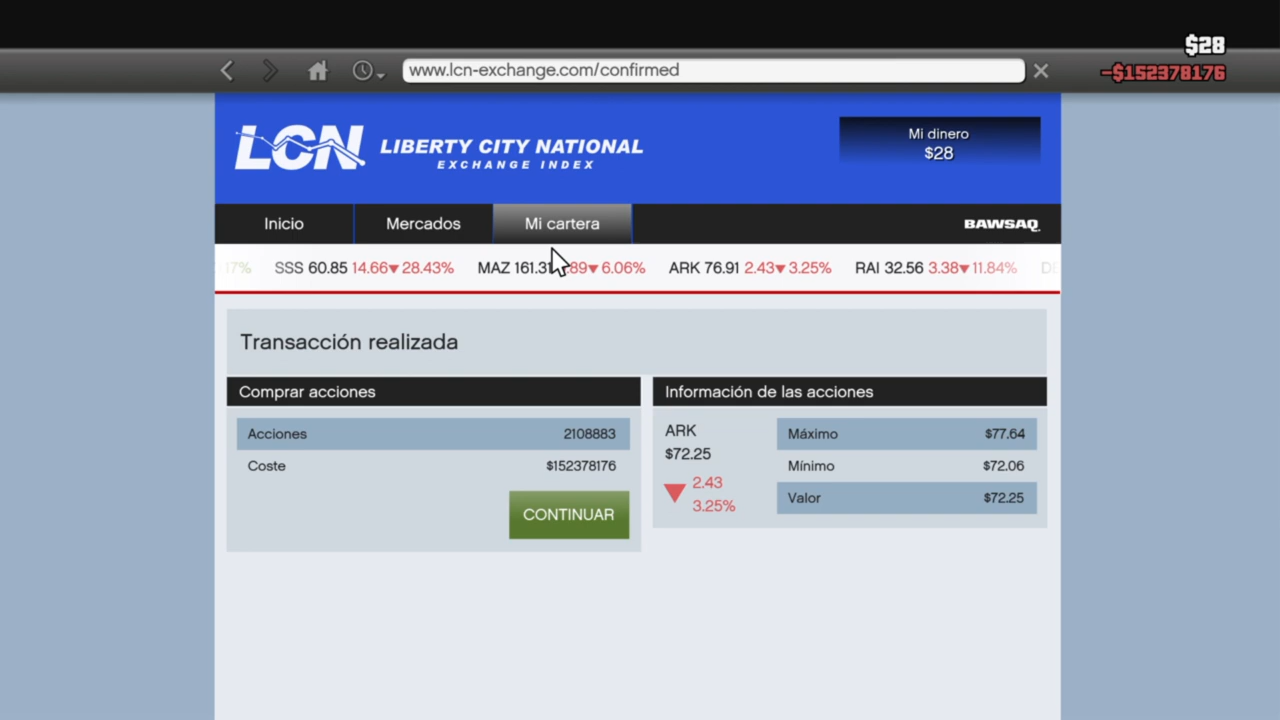 $28
www.lcn-exchange.com/confirmed
-$152378176
LCN LIBERTY CITY NATIONAL
EXCHANGE INDEX
Mi dinero
$28
Inicio Mercados Mi cartera BAWSAQ
17% SSS 60.85 14.66▼28.43% MAZ 161.31 89▼6.06% ARK 76.91 2.43▼3.25% RAI 32.56 3.38▼11.84%
Transacción realizada
Comprar acciones
Acciones 2108883
Coste $152378176
CONTINUAR
Información de las acciones
ARK
$72.25
2.43
3.25%
Máximo $77.64
Mínimo $72.06
Valor $72.25